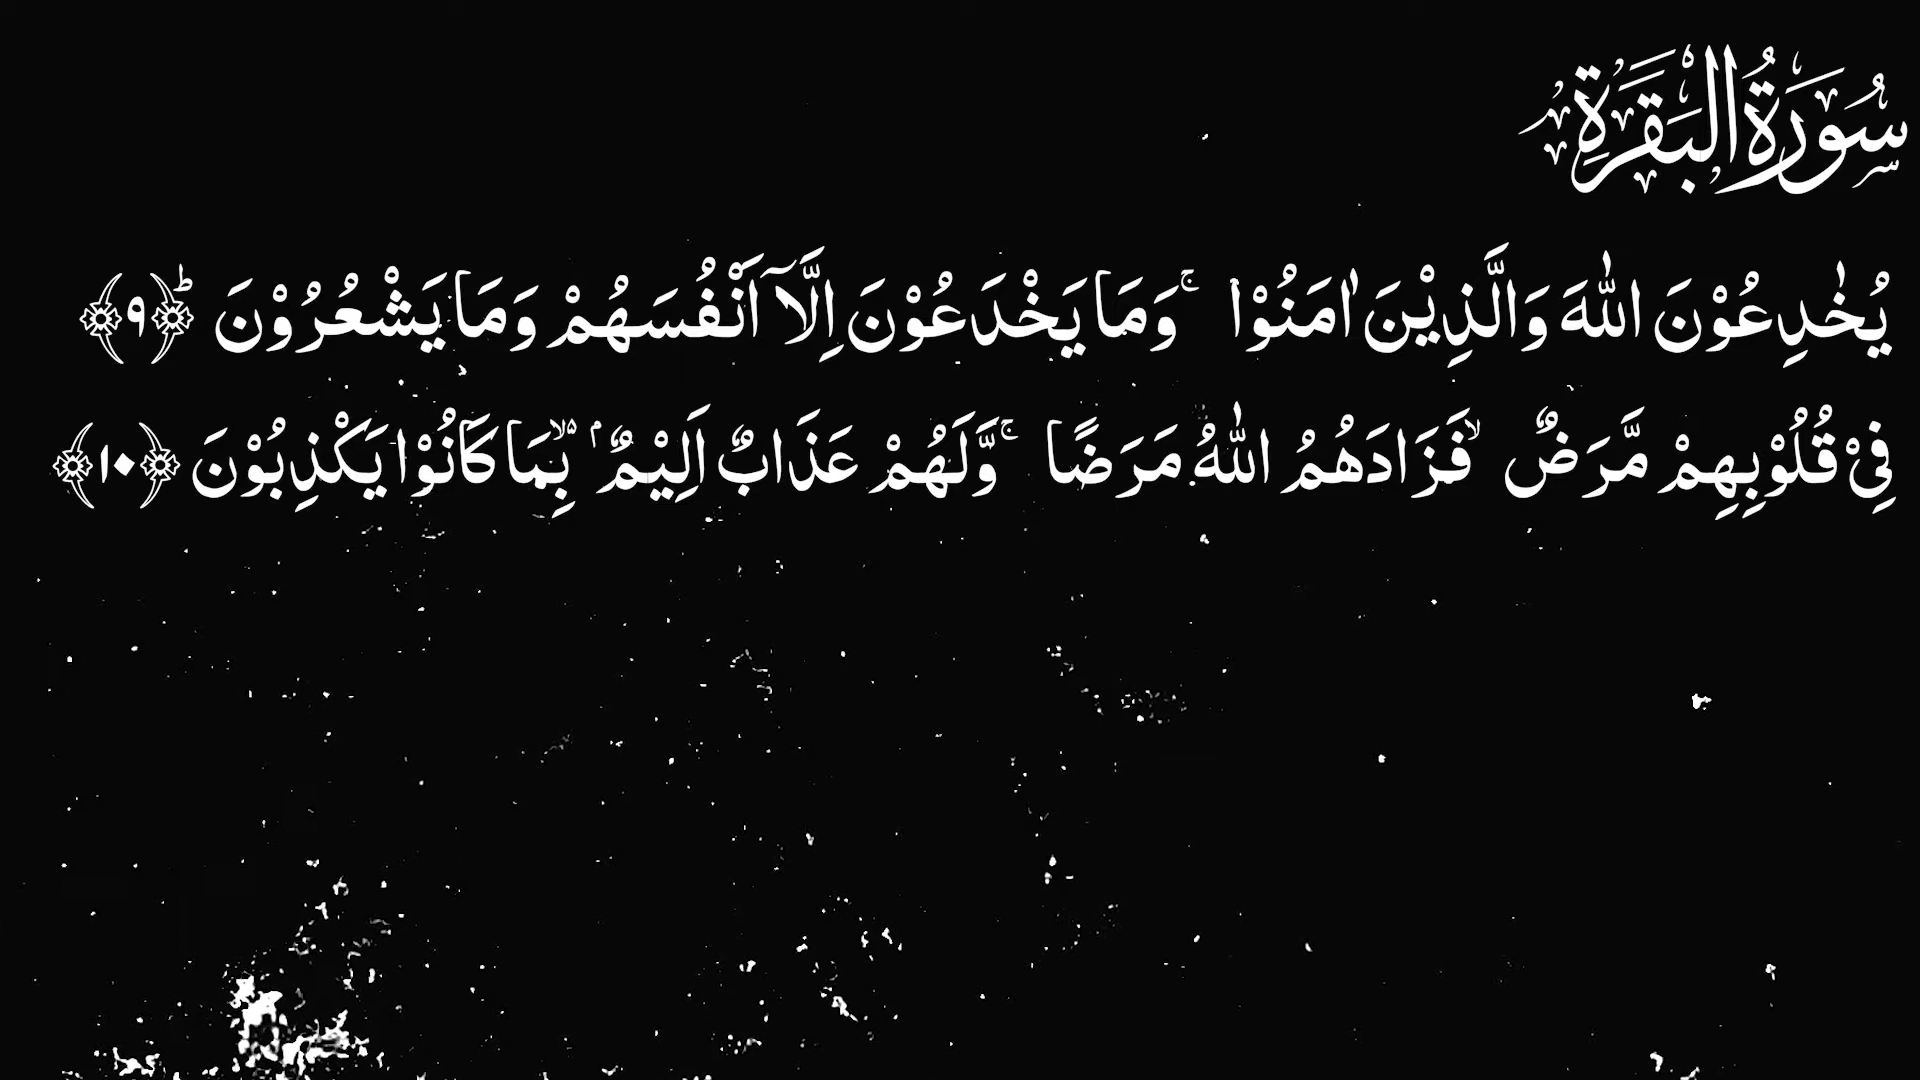 سُورَةُ الْبَقَرَةِ
يُخٰدِعُوْنَ اللّٰهَ وَالَّذِيْنَ اٰمَنُوْا ۚ وَمَا يَخْدَعُوْنَ اِلَّآ اَنْفُسَهُمْ وَمَا يَشْعُرُوْنَ ؕ ﴿۹﴾
فِىْ قُلُوْبِهِمْ مَّرَضٌ ۙ فَزَادَهُمُ اللّٰهُ مَرَضًا ۚ وَّلَهُمْ عَذَابٌ اَلِيْمٌ ۢ ۙ۬ بِمَا كَانُوْا يَكْذِبُوْنَ ﴿۱۰﴾